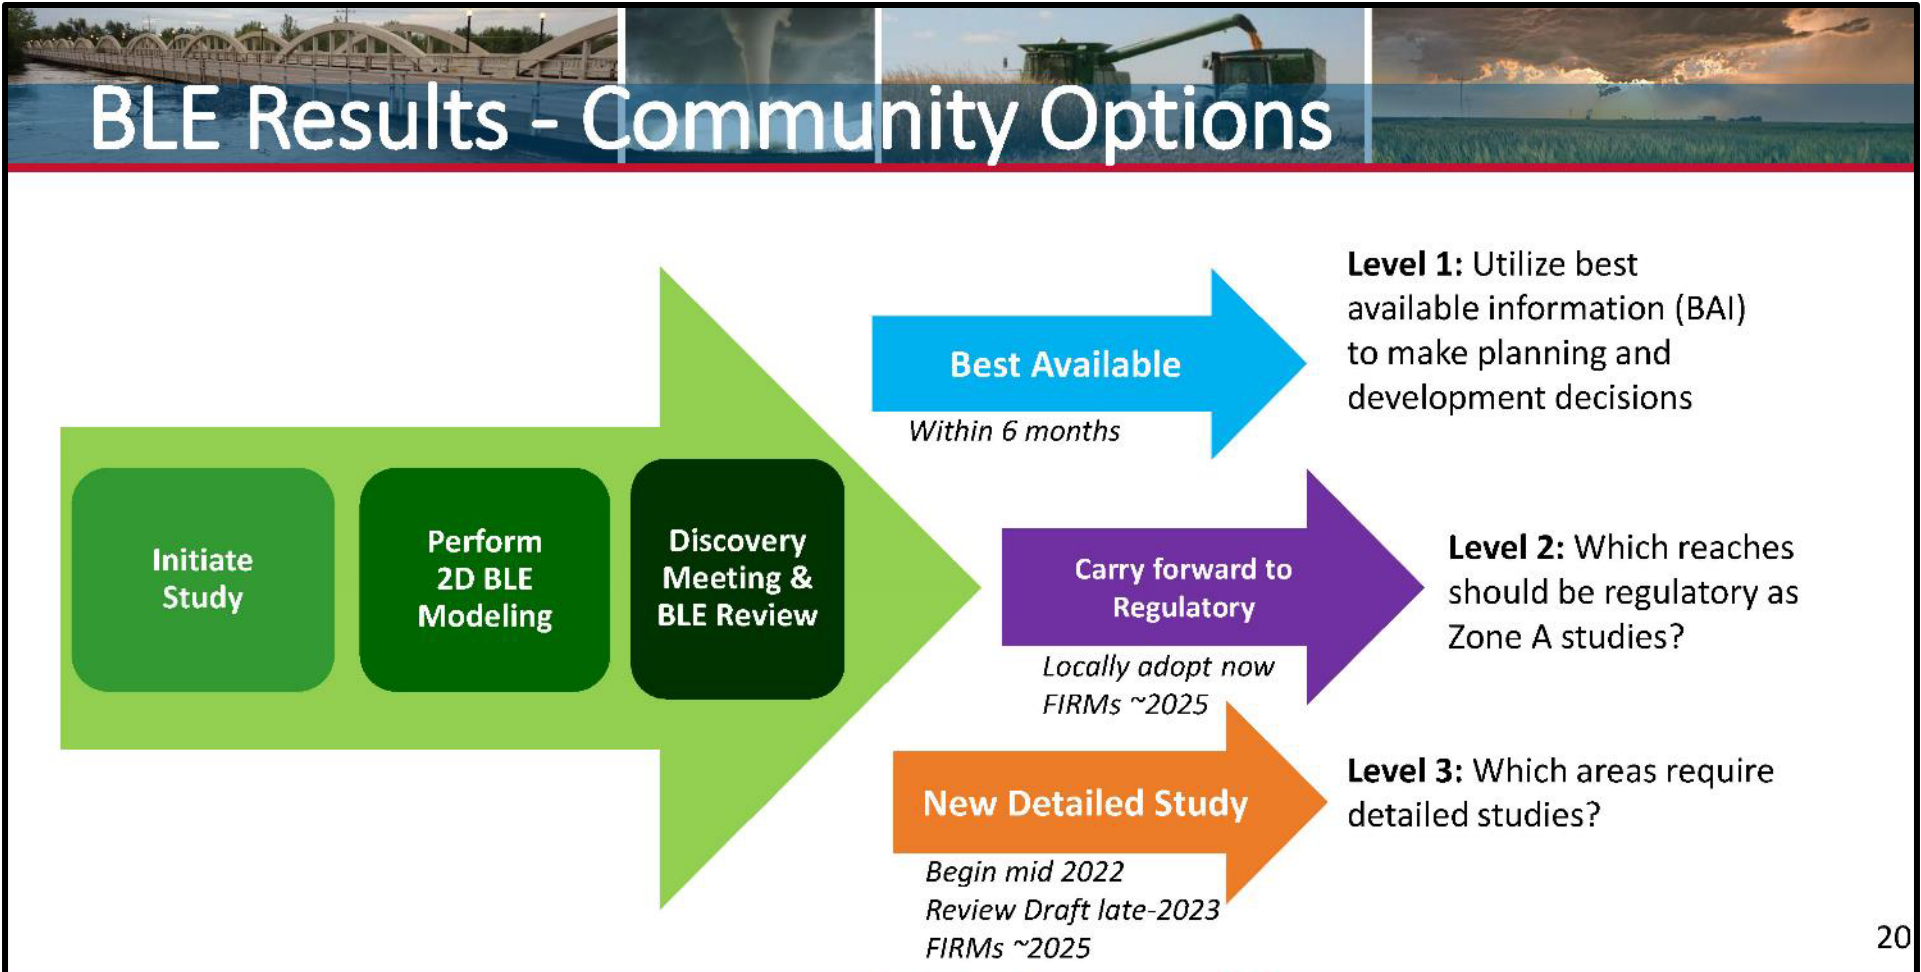 BLE Results - Community Options
Initiate
Study
Perform
2D BLE
Modeling
Discovery
Meeting &
BLE Review
Best Available
Within 6 months
Level 1: Utilize best
available information (BAI)
to make planning and
development decisions
Carry forward to
Regulatory
Locally adopt now
FIRMs ~2025
Level 2: Which reaches
should be regulatory as
Zone A studies?
New Detailed Study
Begin mid 2022
Review Draft late-2023
FIRMs ~2025
Level 3: Which areas require
detailed studies?
20